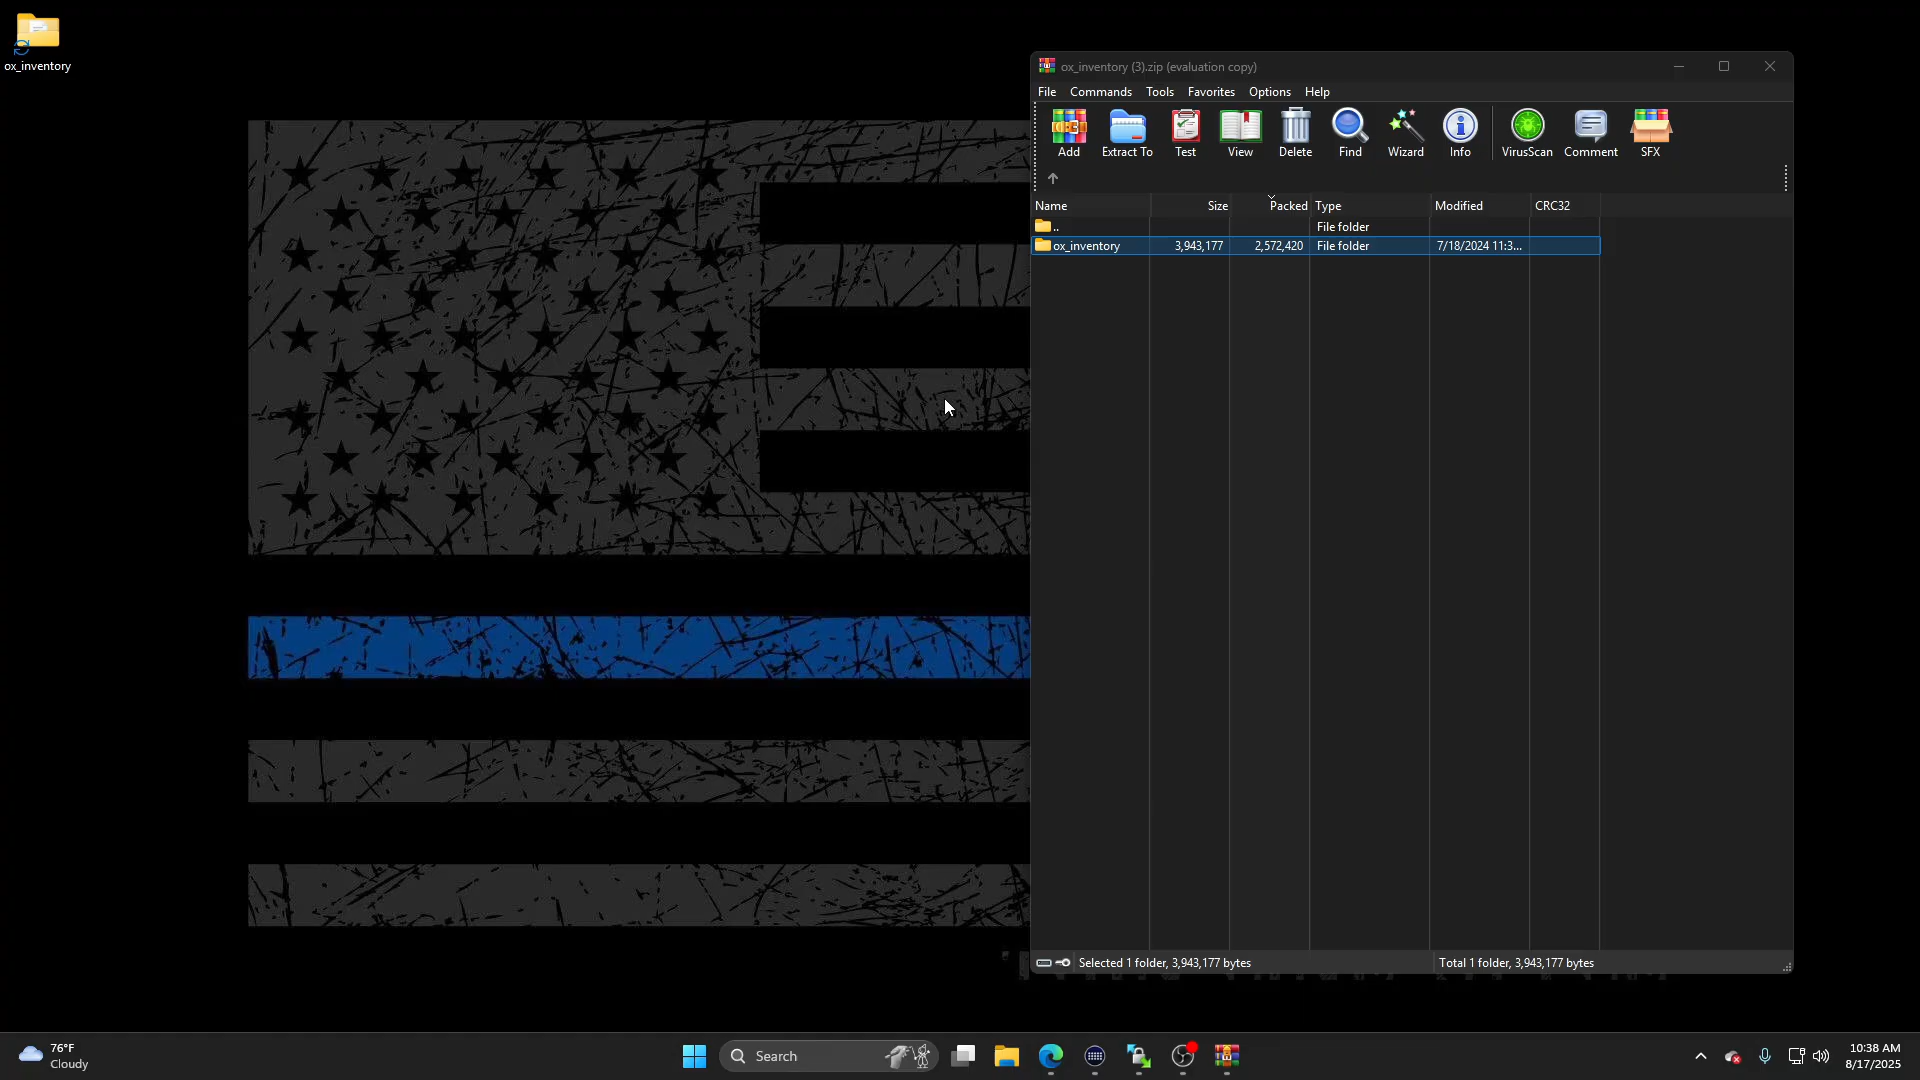 ox_inventory
ox_inventory (3).zip (evaluation copy)
File Commands Tools Favorites Options Help
Add Extract To Test View Delete Find Wizard Info VirusScan Comment SFX
Name Size Packed Type Modified CRC32
.. File folder
ox_inventory 3,943,177 2,572,420 File folder 7/18/2024 11:3...
Selected 1 folder, 3,943,177 bytes Total 1 folder, 3,943,177 bytes
76°F
Cloudy
Search
10:38 AM
8/17/2025